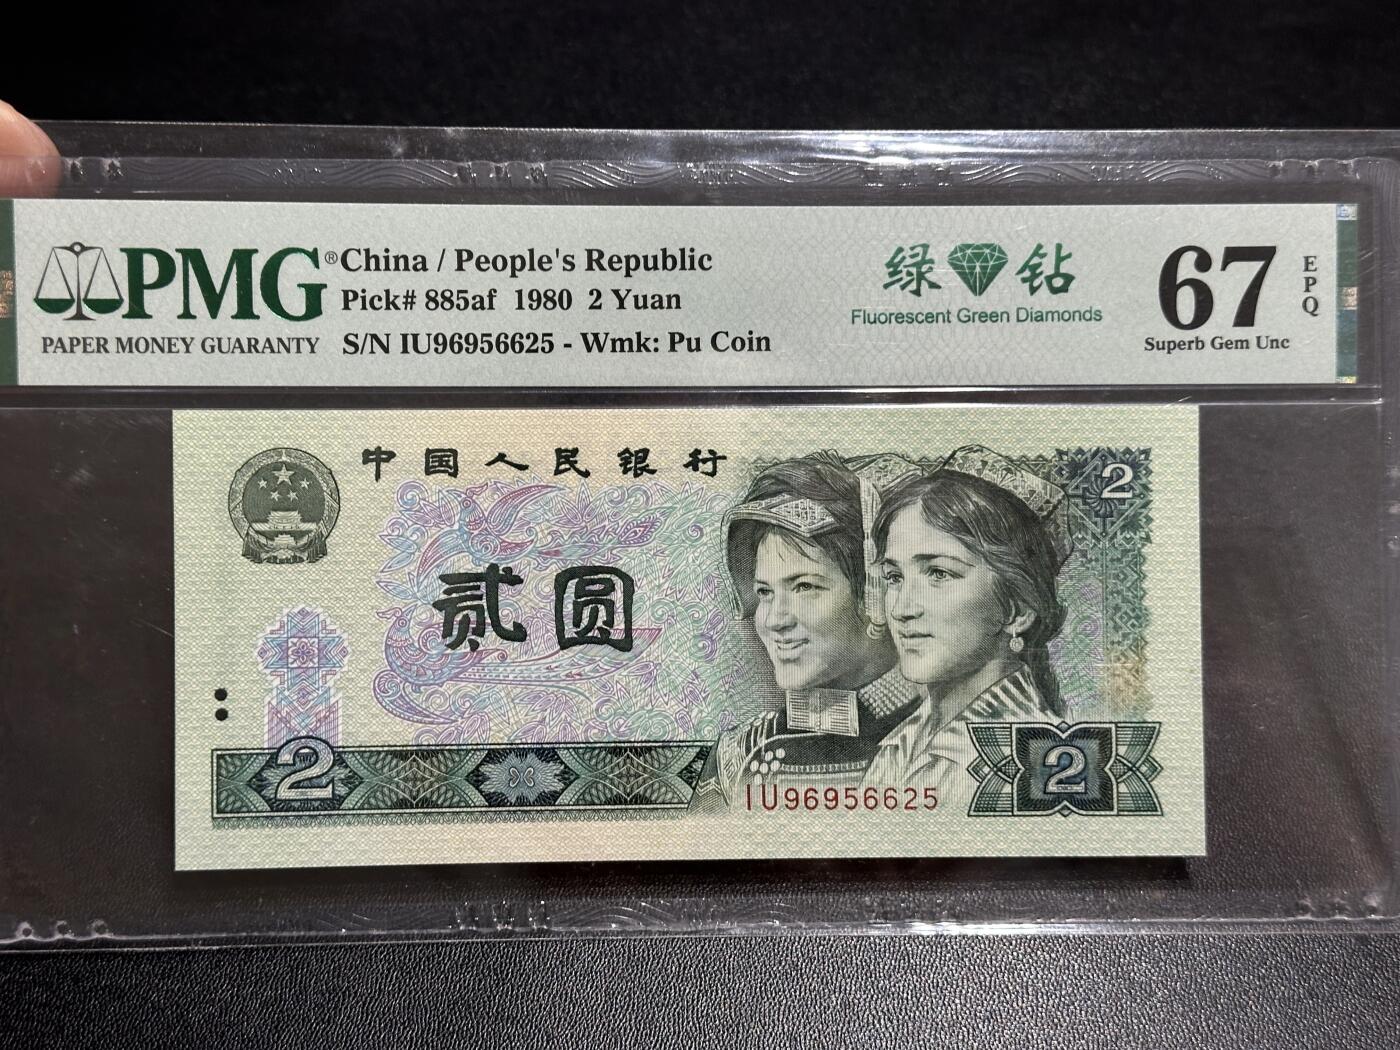 PMG®
PAPER MONEY GUARANTY
China / People's Republic
Pick# 885af 1980 2 Yuan
S/N IU96956625 - Wmk: Pu Coin
绿 钻
Fluorescent Green Diamonds
67
EPQ
Superb Gem Unc
中国人民银行
2
贰圆
2
IU96956625
2